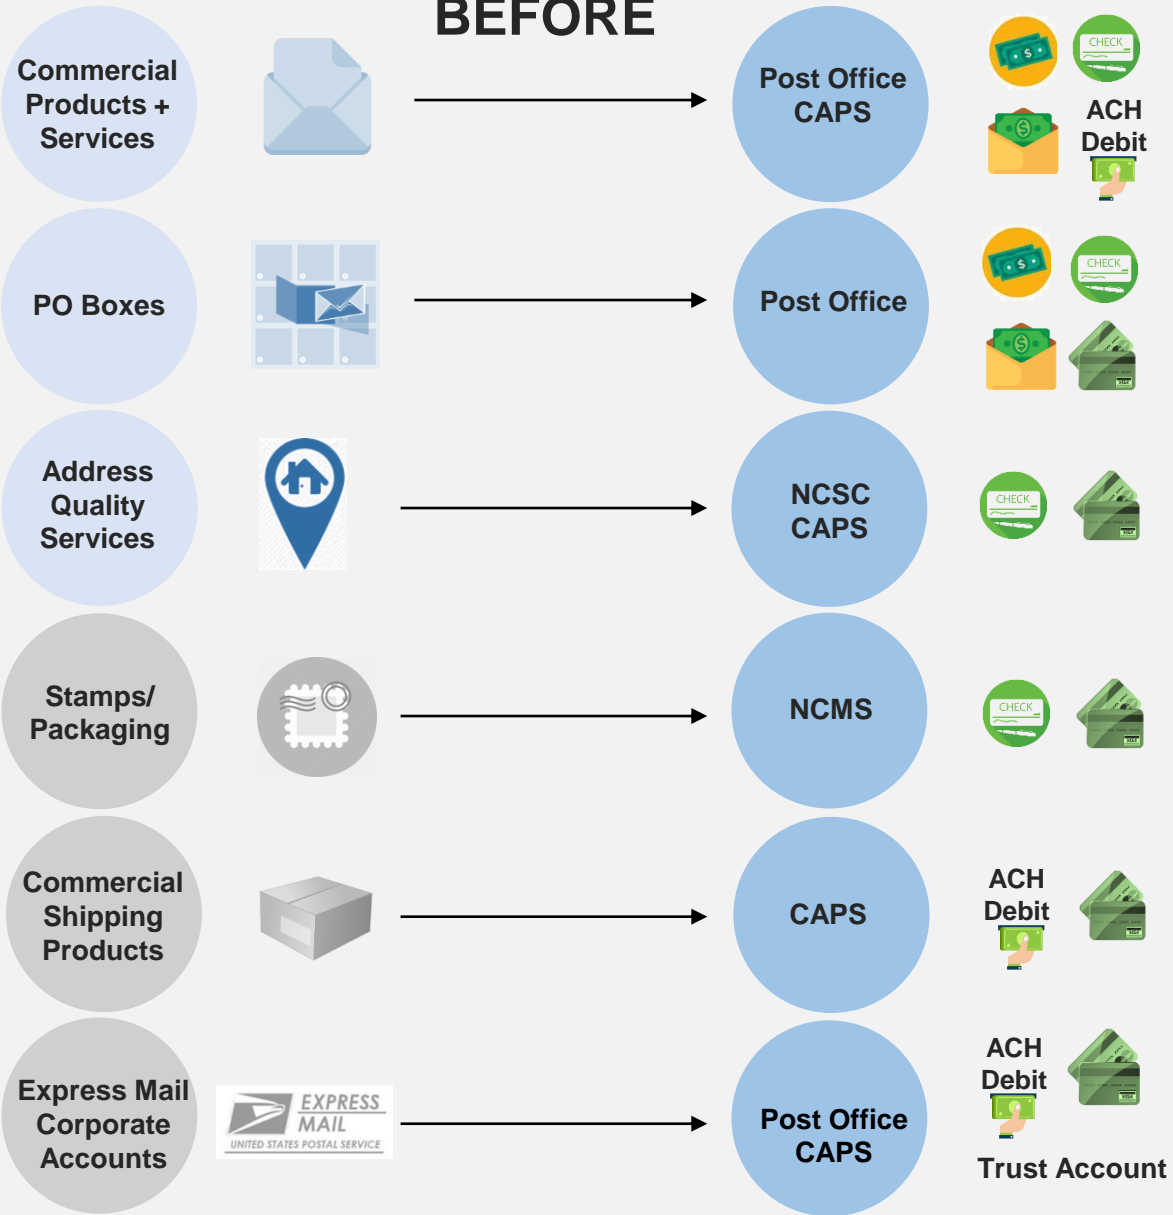 BEFORE
Commercial
Products +
Services
Post Office
CAPS
CHECK
ACH
Debit
PO Boxes
Post Office
CHECK
Address
Quality
Services
NCSC
CAPS
CHECK
Stamps/
Packaging
NCMS
CHECK
Commercial
Shipping
Products
CAPS
ACH
Debit
Express Mail
Corporate
Accounts
EXPRESS
MAIL
UNITED STATES POSTAL SERVICE
Post Office
CAPS
ACH
Debit
Trust Account